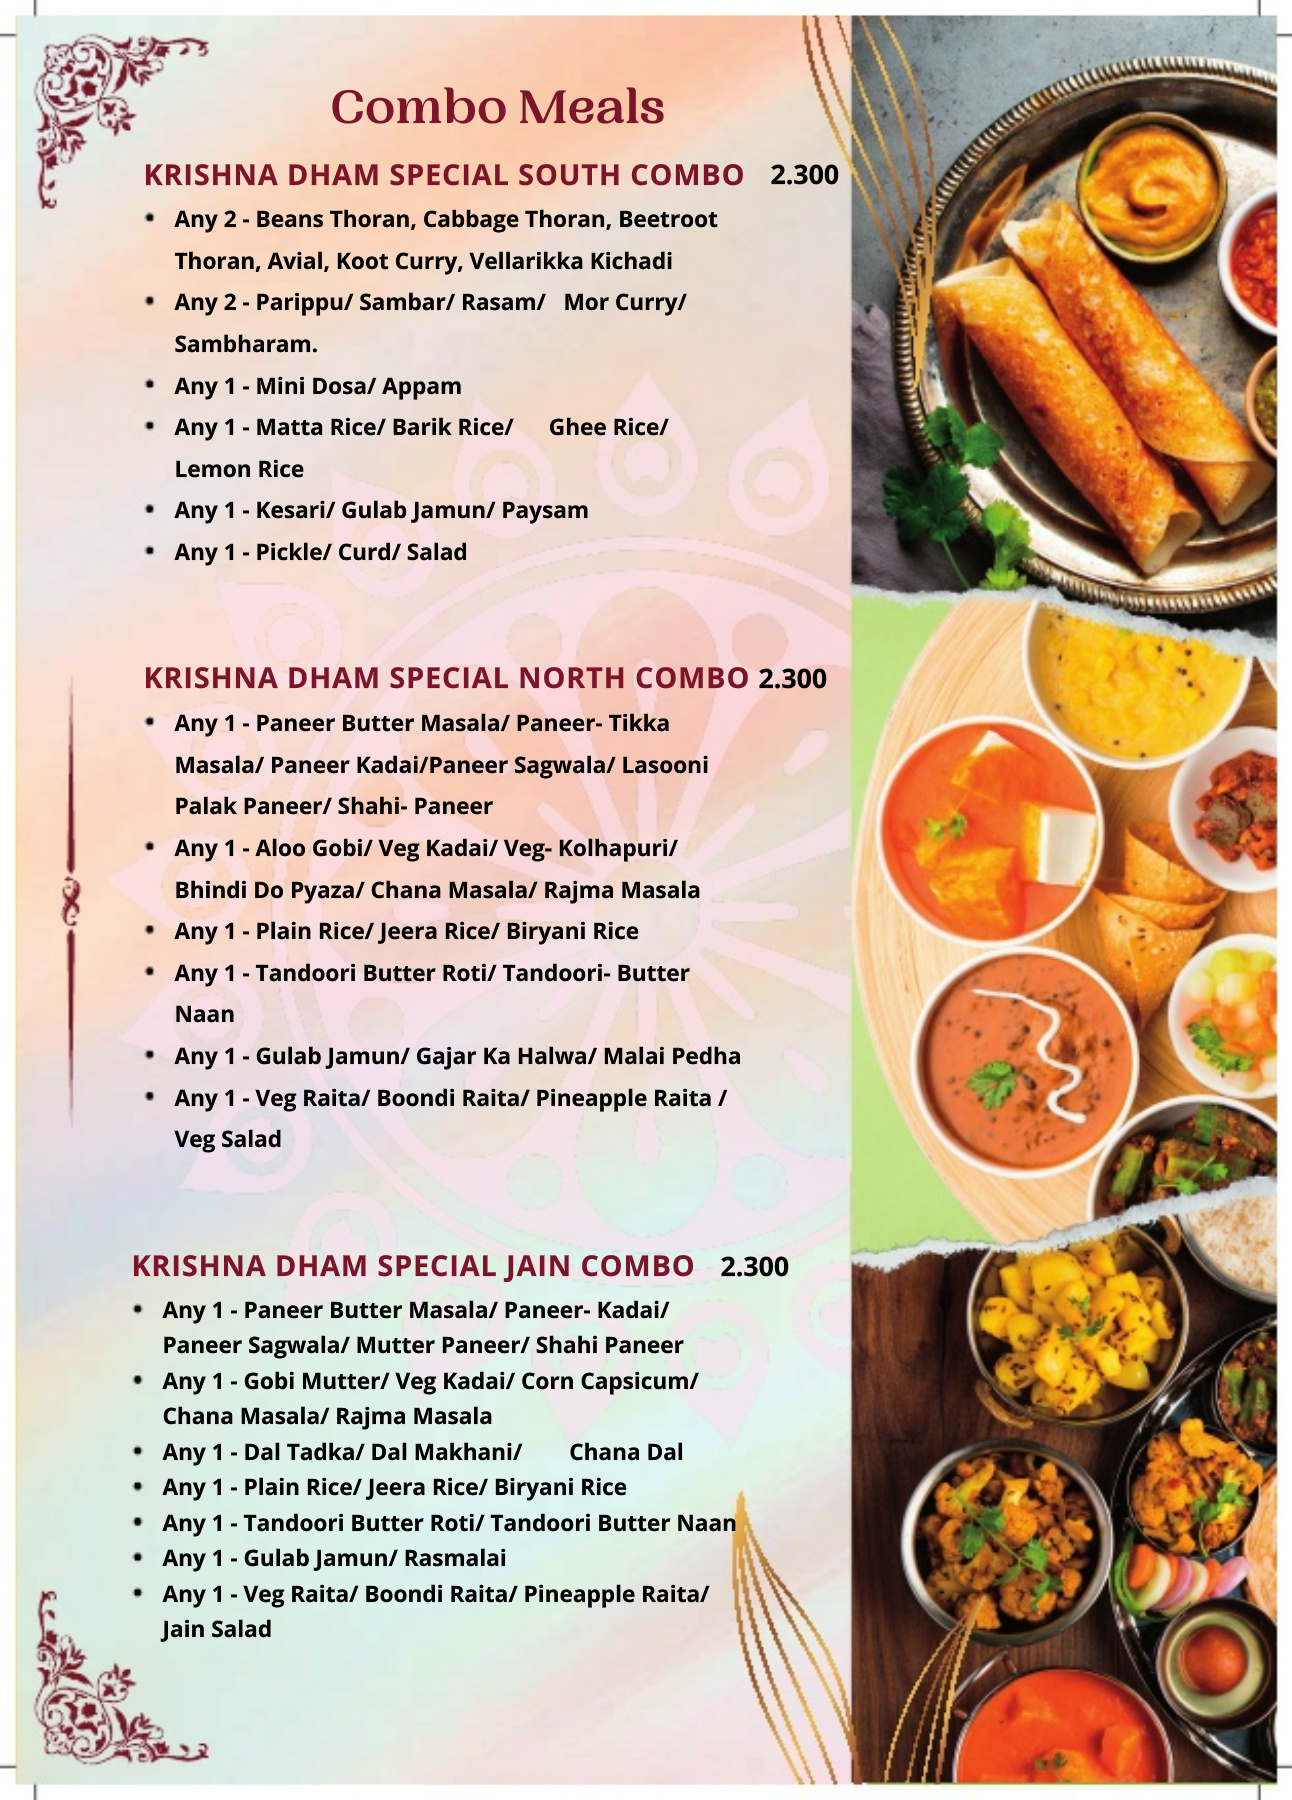 Combo Meals
KRISHNA DHAM SPECIAL SOUTH COMBO 2.300
• Any 2 - Beans Thoran, Cabbage Thoran, Beetroot
Thoran, Avial, Koot Curry, Vellarikka Kichadi
• Any 2 - Parippu/ Sambar/ Rasam/ Mor Curry/
Sambharam.
• Any 1 - Mini Dosa/ Appam
• Any 1 - Matta Rice/ Barik Rice/ Ghee Rice/
Lemon Rice
• Any 1 - Kesari/ Gulab Jamun/ Paysam
• Any 1 - Pickle/ Curd/ Salad
KRISHNA DHAM SPECIAL NORTH COMBO 2.300
• Any 1 - Paneer Butter Masala/ Paneer- Tikka
Masala/ Paneer Kadai/Paneer Sagwala/ Lasooni
Palak Paneer/ Shahi- Paneer
• Any 1 - Aloo Gobi/ Veg Kadai/ Veg- Kolhapuri/
Bhindi Do Pyaza/ Chana Masala/ Rajma Masala
• Any 1 - Plain Rice/ Jeera Rice/ Biryani Rice
• Any 1 - Tandoori Butter Roti/ Tandoori- Butter
Naan
• Any 1 - Gulab Jamun/ Gajar Ka Halwa/ Malai Pedha
• Any 1 - Veg Raita/ Boondi Raita/ Pineapple Raita /
Veg Salad
KRISHNA DHAM SPECIAL JAIN COMBO 2.300
• Any 1 - Paneer Butter Masala/ Paneer- Kadai/
Paneer Sagwala/ Mutter Paneer/ Shahi Paneer
• Any 1 - Gobi Mutter/ Veg Kadai/ Corn Capsicum/
Chana Masala/ Rajma Masala
• Any 1 - Dal Tadka/ Dal Makhani/ Chana Dal
• Any 1 - Plain Rice/ Jeera Rice/ Biryani Rice
• Any 1 - Tandoori Butter Roti/ Tandoori Butter Naan
• Any 1 - Gulab Jamun/ Rasmalai
• Any 1 - Veg Raita/ Boondi Raita/ Pineapple Raita/
Jain Salad